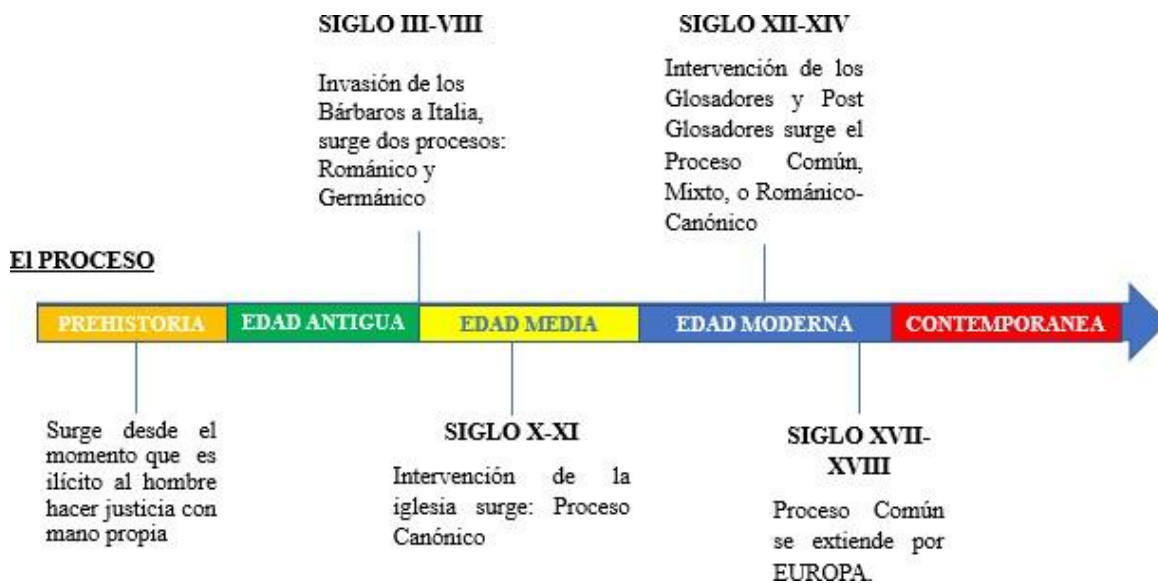 SIGLO III-VIII
Invasión de los
Bárbaros a Italia,
surge dos procesos:
Románico y
Germánico
SIGLO XII-XIV
Intervención de los
Glosadores y Post
Glosadores surge el
Proceso Común,
Mixto, o Románico-
Canónico
El PROCESO
PREHISTORIA
EDAD ANTIGUA
EDAD MEDIA
EDAD MODERNA
CONTEMPORANEA
Surge desde el
momento que es
ilícito al hombre
hacer justicia con
mano propia
SIGLO X-XI
Intervención de la
iglesia surge: Proceso
Canónico
SIGLO XVII-
XVIII
Proceso Común
se extiende por
EUROPA.